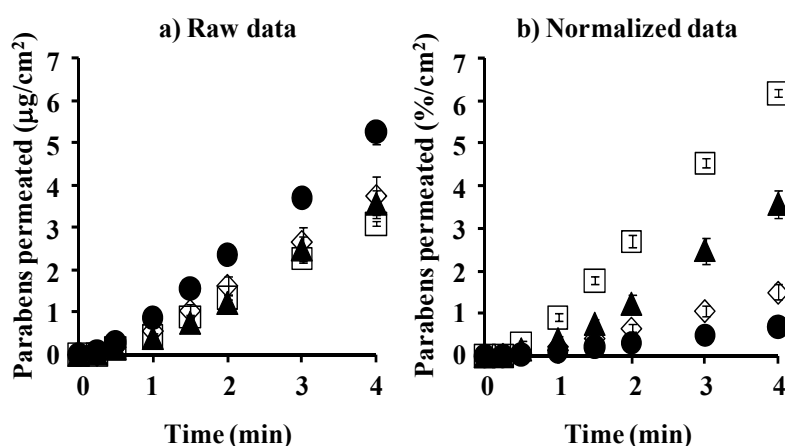 a) Raw data
Parabens permeated (µg/cm²)
7
6
5
4
3
2
1
0
0 1 2 3 4
Time (min)
b) Normalized data
Parabens permeated (%/cm²)
7
6
5
4
3
2
1
0
0 1 2 3 4
Time (min)